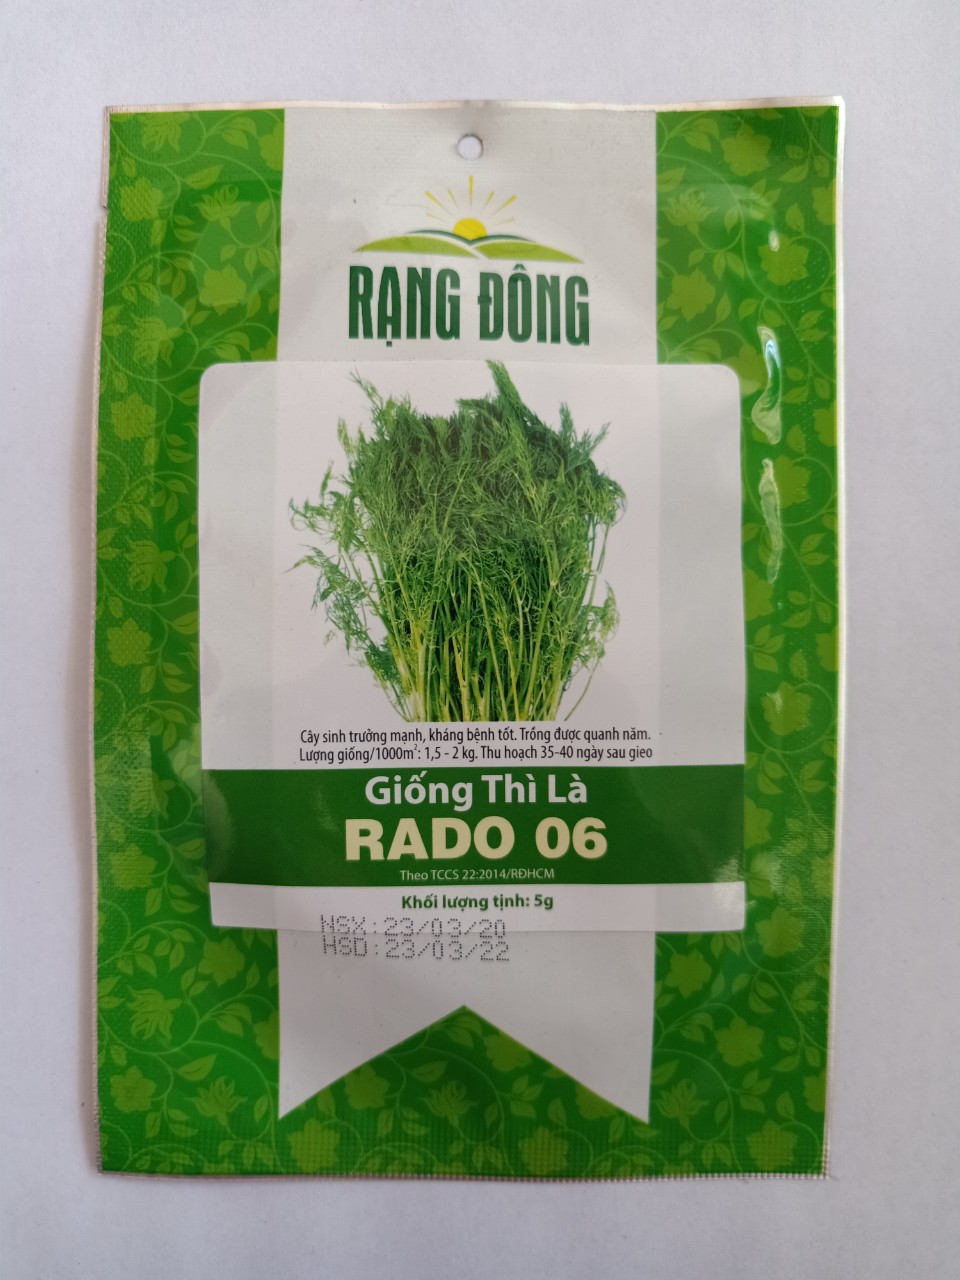 RẠNG ĐÔNG
Cây sinh trưởng mạnh, kháng bệnh tốt. Trồng được quanh năm.
Lượng giống/1000m²: 1,5 - 2 kg. Thu hoạch 35-40 ngày sau gieo
Giống Thì Là
RADO 06
Theo TCCS 22:2014/RĐHCM
Khối lượng tịnh: 5g
NSX:23/03/20
HSD:23/03/22